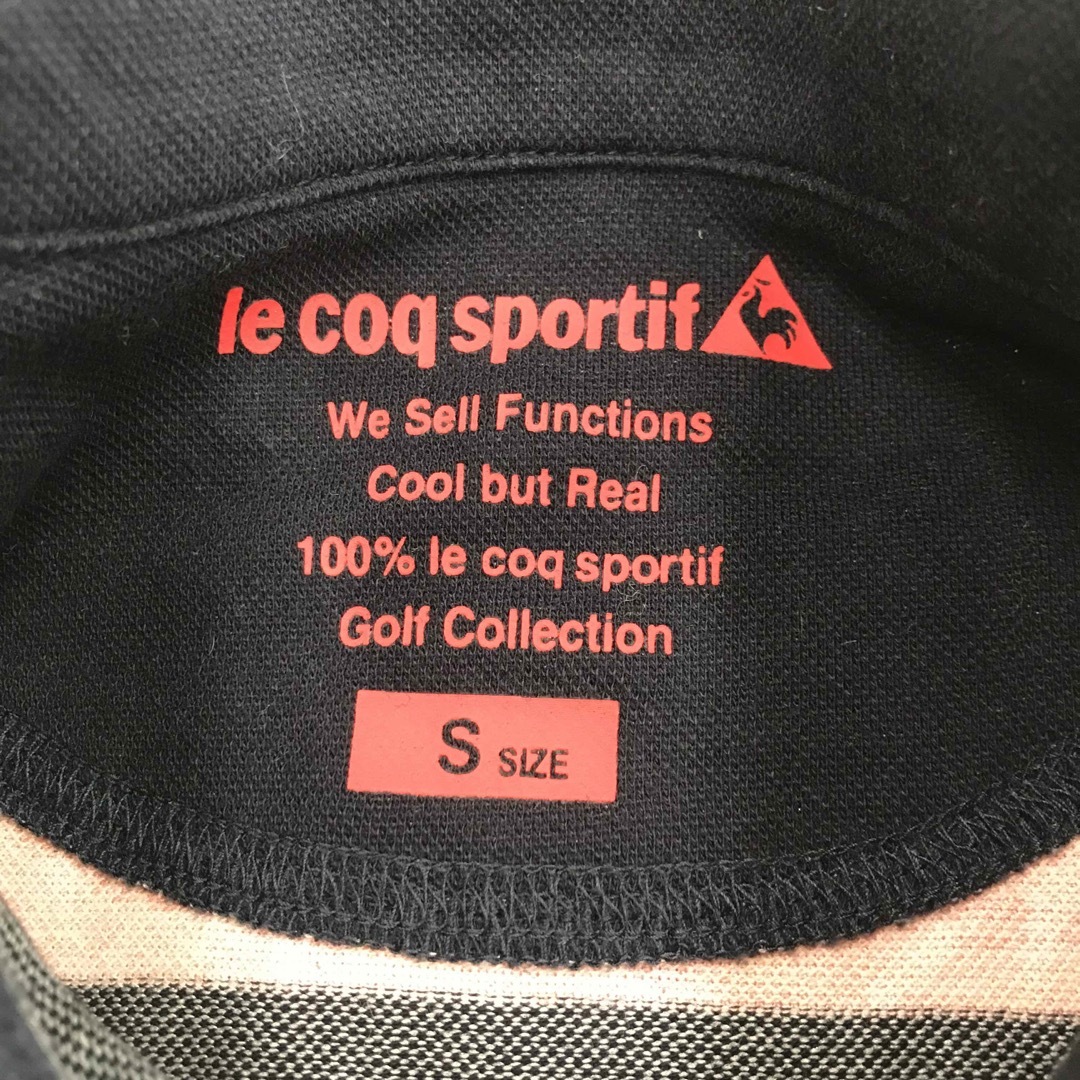 le coq sportif
We Sell Functions
Cool but Real
100% le coq sportif
Golf Collection
S SIZE